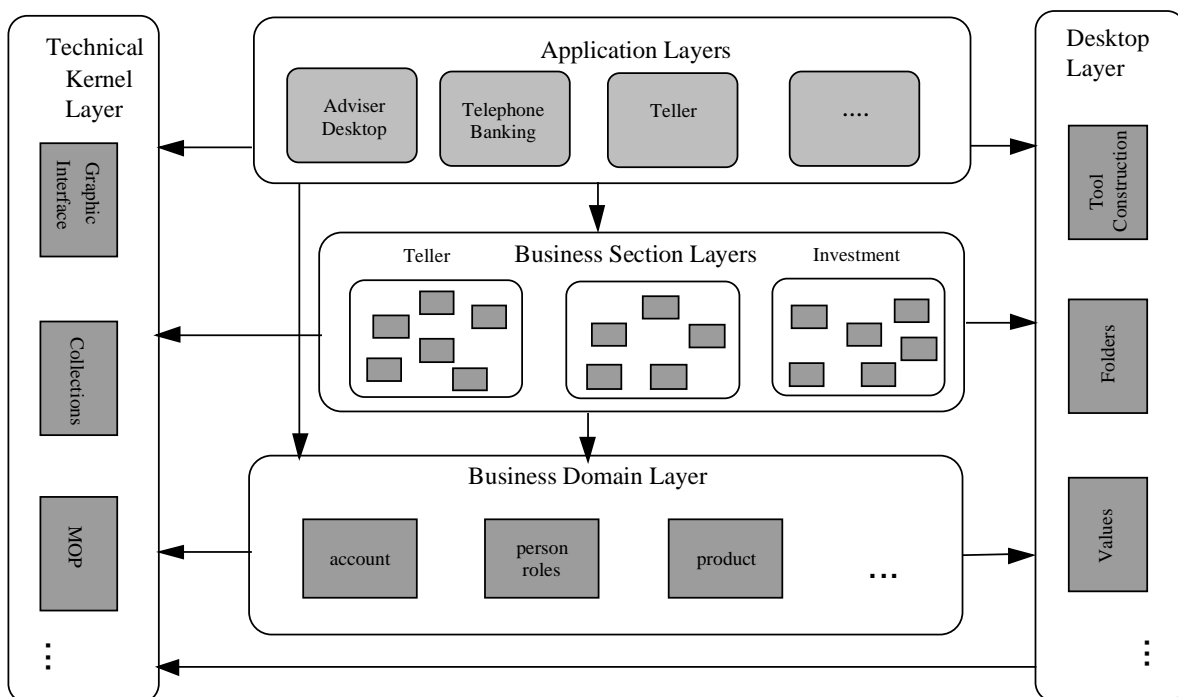 Technical
Kernel
Layer
Graphic
Interface
Collections
MOP
...
Application Layers
Adviser
Desktop
Telephone
Banking
Teller
....
Teller
Business Section Layers
Investment
Business Domain Layer
account
person
roles
product
...
Desktop
Layer
Tool
Construction
Folders
Values
...